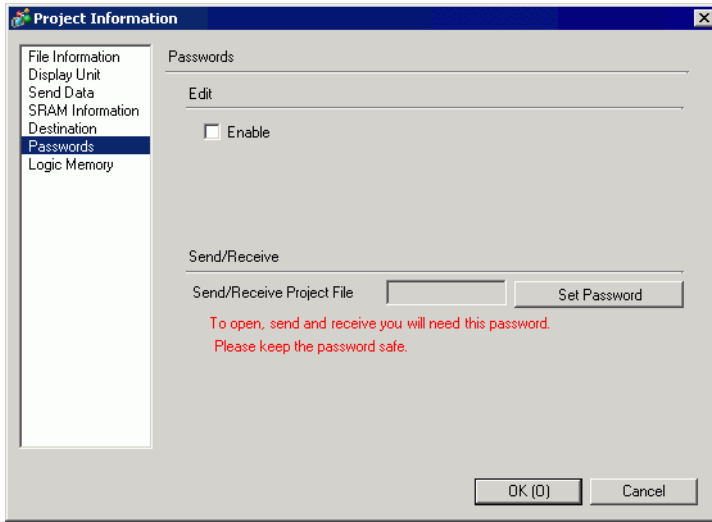 Project Information
File Information
Display Unit
Send Data
SRAM Information
Destination
Passwords
Logic Memory
Passwords
Edit
Enable
Send/Receive
Send/Receive Project File
Set Password
To open, send and receive you will need this password.
Please keep the password safe.
OK (O)
Cancel